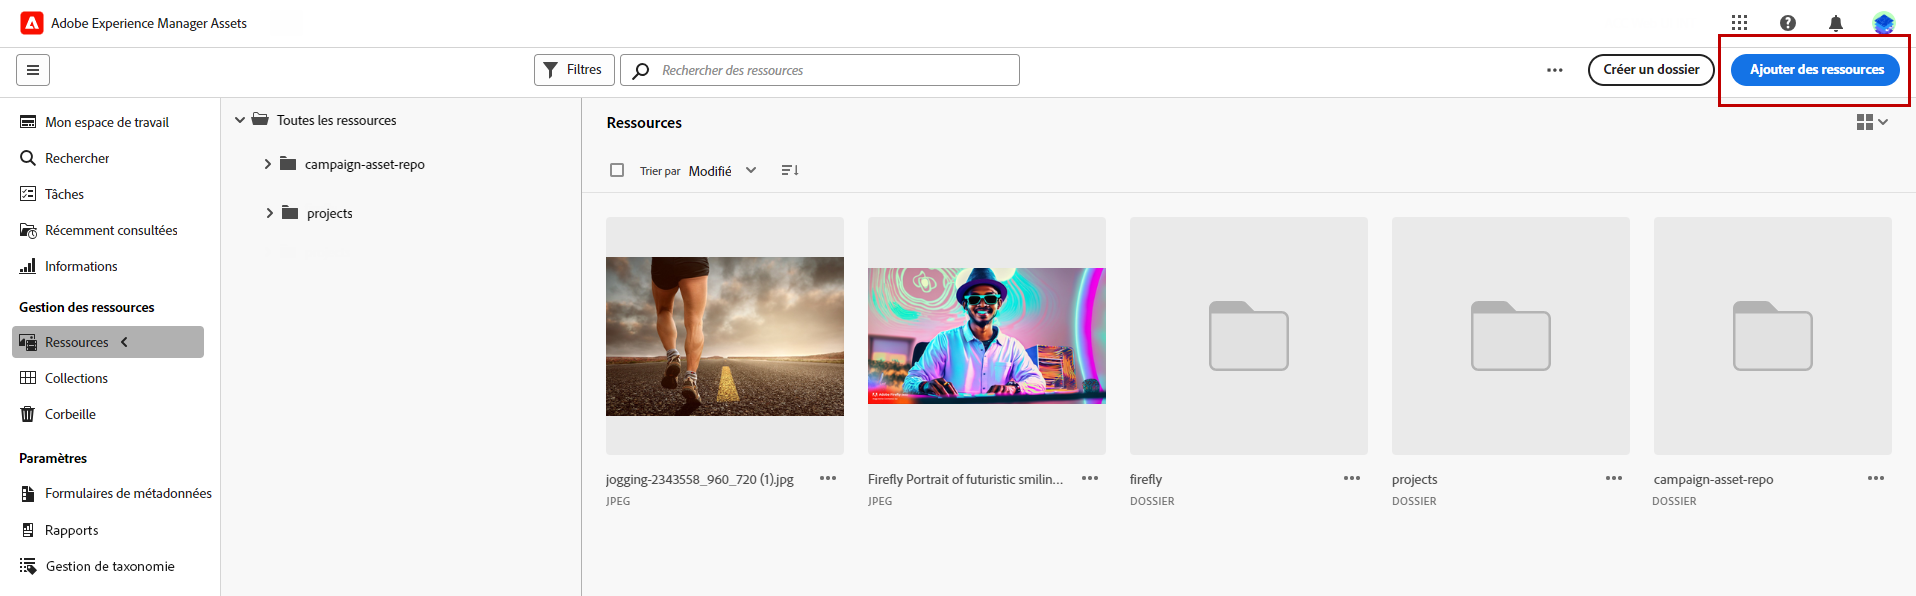 Adobe Experience Manager Assets
Filtres
Rechercher des ressources
Créer un dossier
Ajouter des ressources
Mon espace de travail
Rechercher
Tâches
Récemment consultées
Informations
Gestion des ressources
Ressources
Collections
Corbeille
Paramètres
Formulaires de métadonnées
Rapports
Gestion de taxonomie
Toutes les ressources
campaign-asset-repo
projects
Ressources
Trier par Modifié
jogging-2343558_960_720 (1).jpg
JPEG
Firefly Portrait of futuristic smilin...
JPEG
firefly
DOSSIER
projects
DOSSIER
campaign-asset-repo
DOSSIER